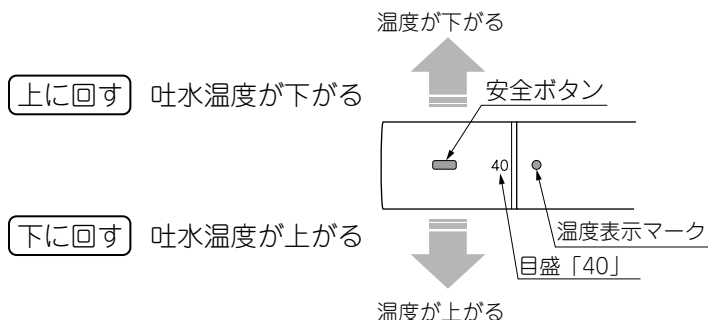 温度が下がる
上に回す 吐水温度が下がる
安全ボタン
40
下に回す 吐水温度が上がる
温度表示マーク
目盛「40」
温度が上がる